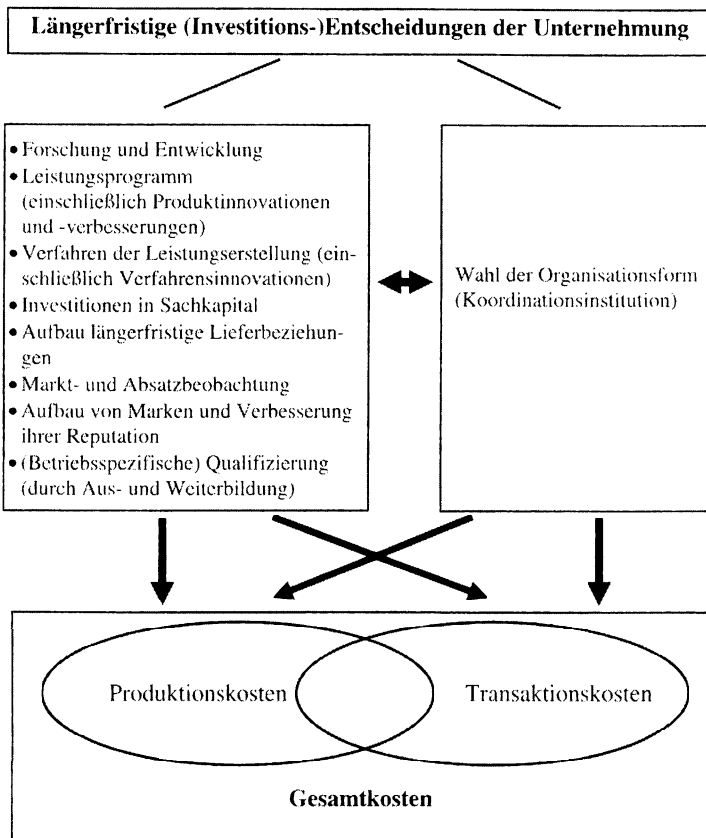 Längerfristige (Investitions-)Entscheidungen der Unternehmung
• Forschung und Entwicklung
• Leistungsprogramm
(einschließlich Produktinnovationen
und -verbesserungen)
• Verfahren der Leistungserstellung (ein-
schließlich Verfahrensinnovationen)
• Investitionen in Sachkapital
• Aufbau längerfristige Lieferbeziehun-
gen
• Markt- und Absatzbeobachtung
• Aufbau von Marken und Verbesserung
ihrer Reputation
• (Betriebsspezifische) Qualifizierung
(durch Aus- und Weiterbildung)
Wahl der Organisationsform
(Koordinationsinstitution)
Produktionskosten
Transaktionskosten
Gesamtkosten